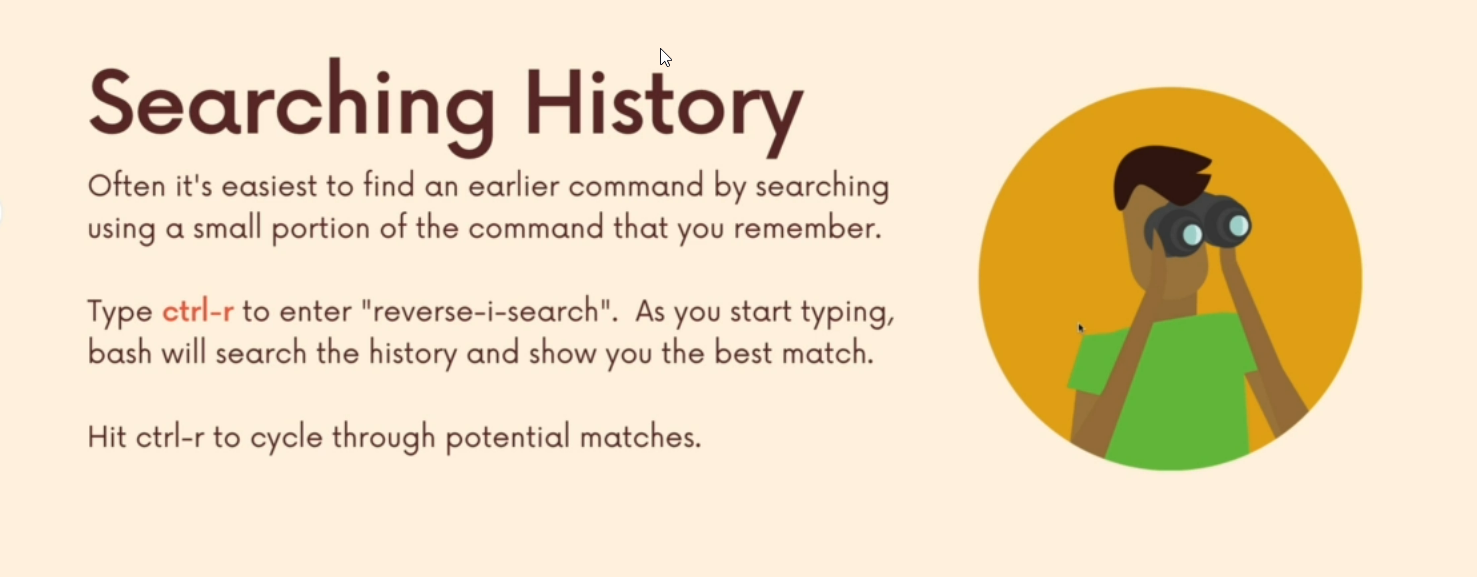 Searching History
Often it's easiest to find an earlier command by searching
using a small portion of the command that you remember.
Type ctrl-r to enter "reverse-i-search".  As you start typing,
bash will search the history and show you the best match.
Hit ctrl-r to cycle through potential matches.